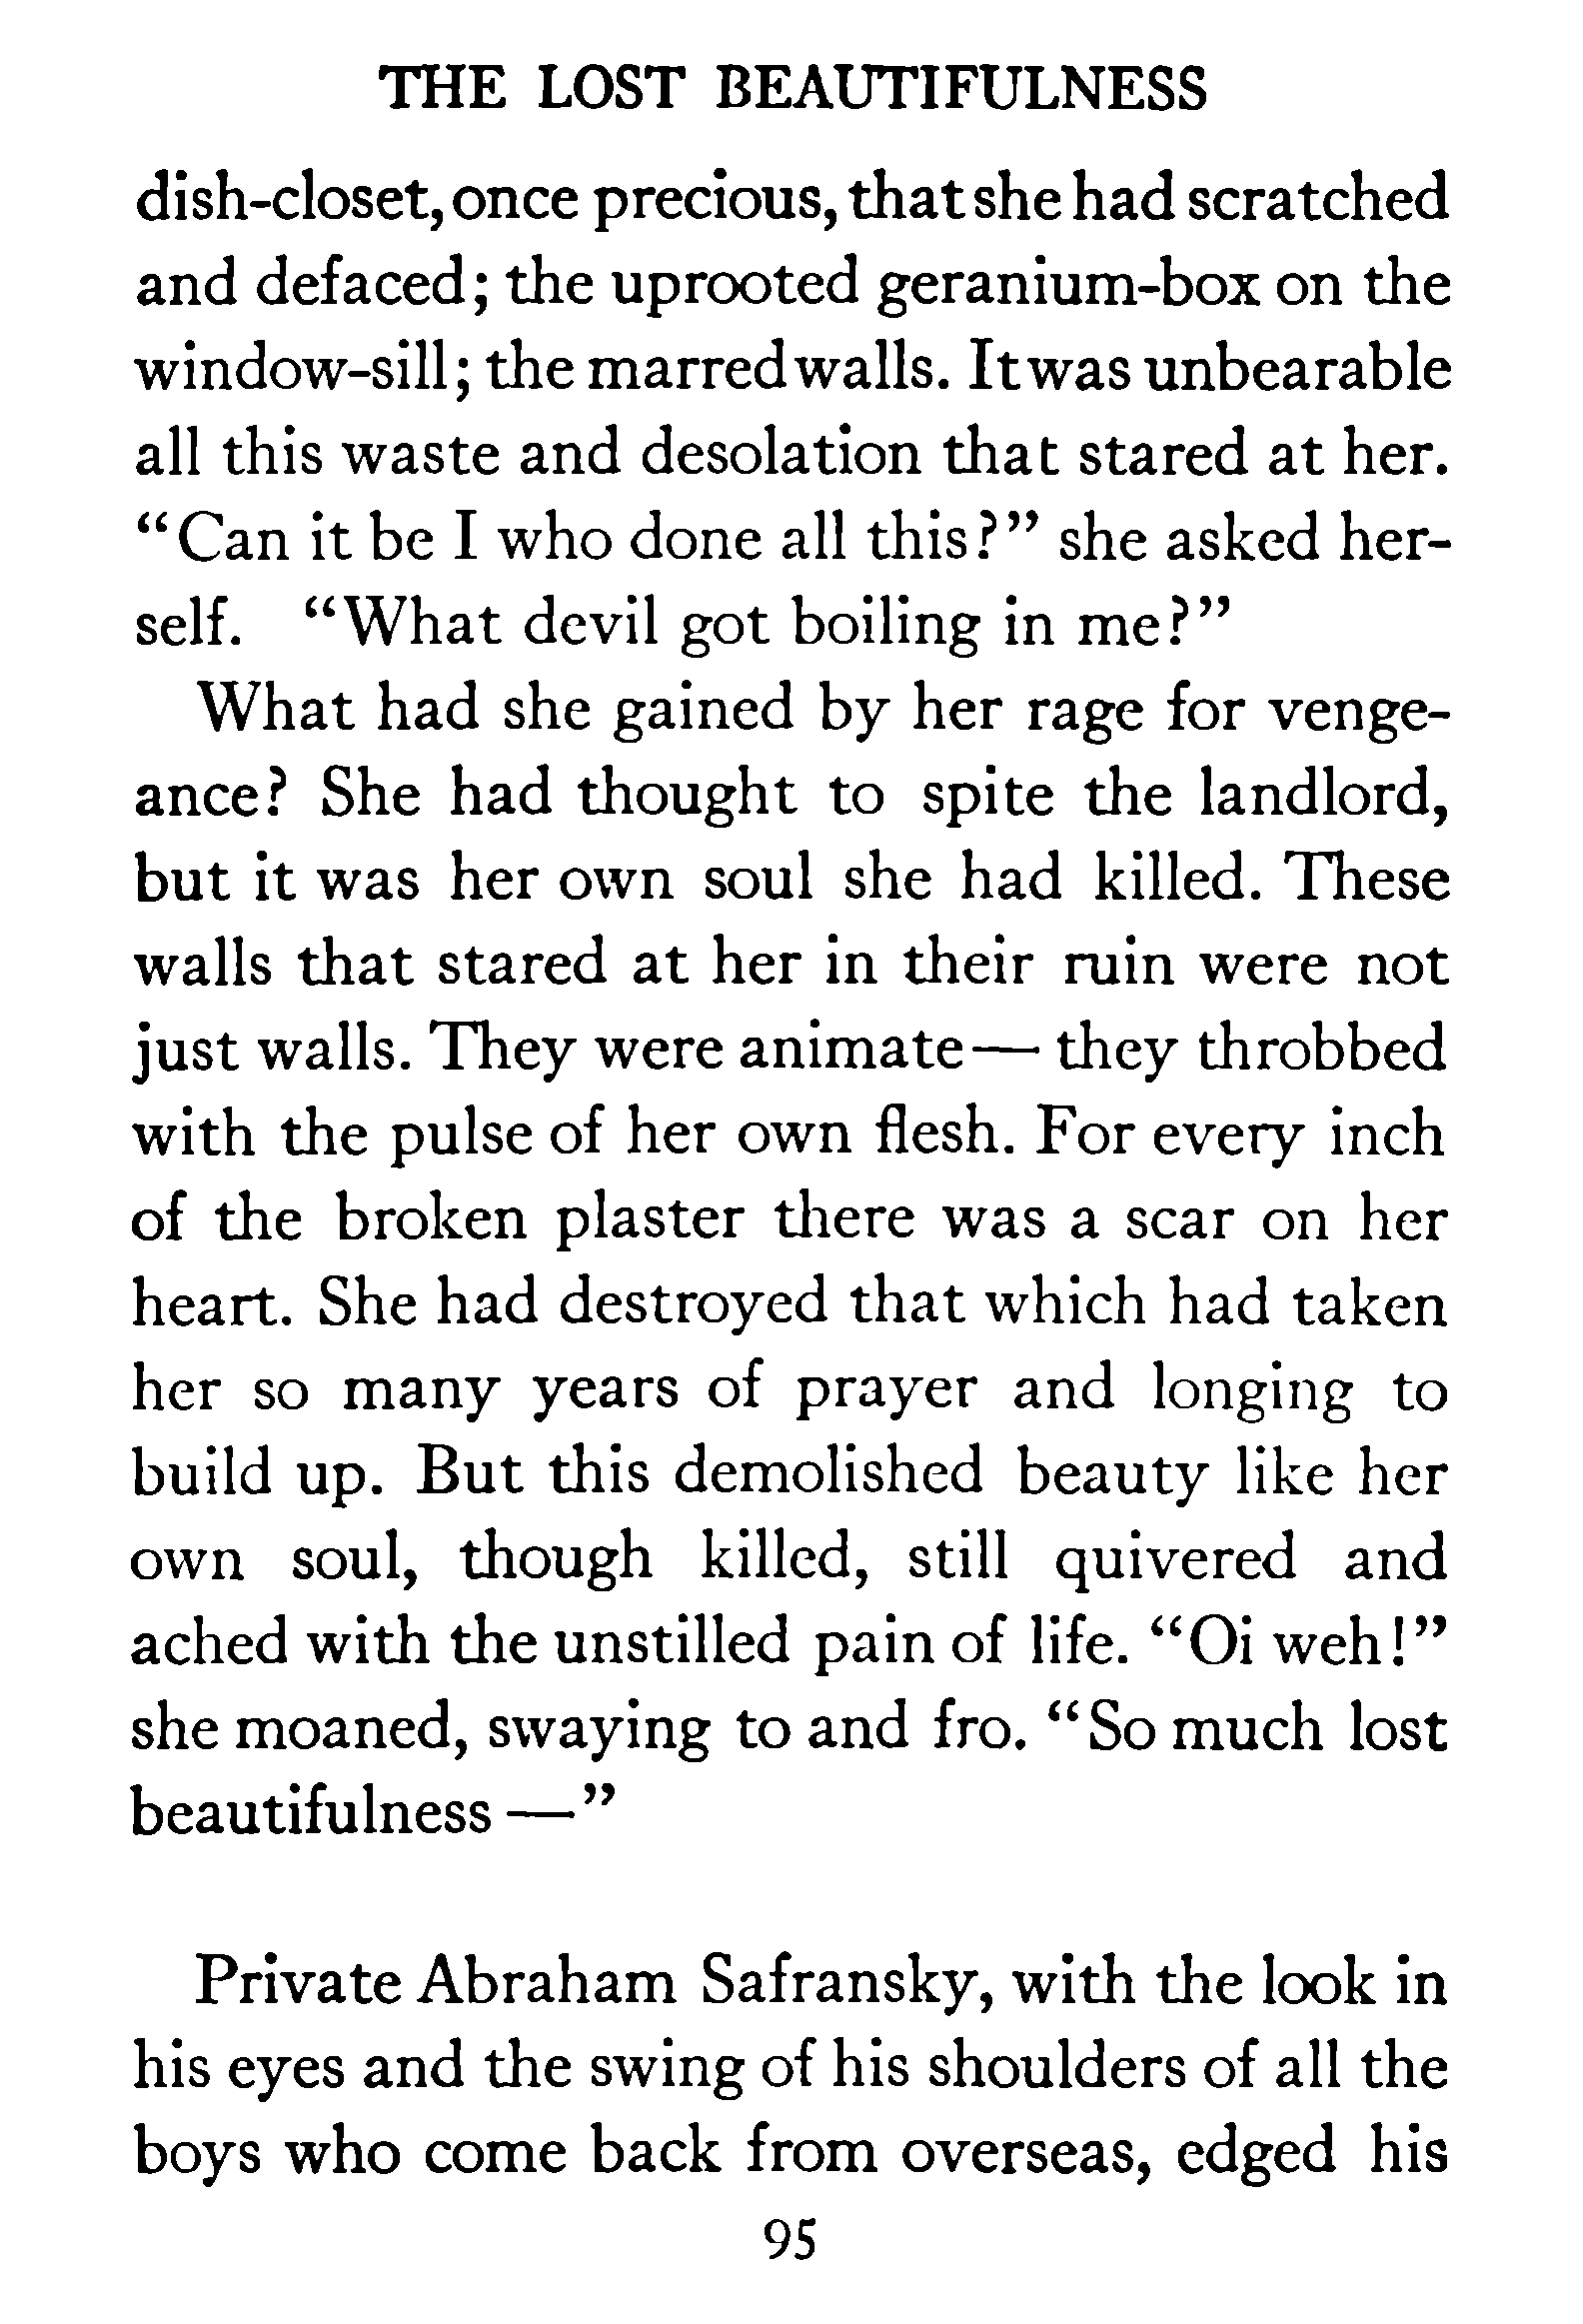 THE LOST BEAUTIFULNESS
dish-closet, once precious, that she had scratched
and defaced; the uprooted geranium-box on the
window-sill; the marred walls. It was unbearable
all this waste and desolation that stared at her.
“Can it be I who done all this?” she asked her-
self. “What devil got boiling in me?”
What had she gained by her rage for venge-
ance? She had thought to spite the landlord,
but it was her own soul she had killed. These
walls that stared at her in their ruin were not
just walls. They were animate— they throbbed
with the pulse of her own flesh. For every inch
of the broken plaster there was a scar on her
heart. She had destroyed that which had taken
her so many years of prayer and longing to
build up. But this demolished beauty like her
own soul, though killed, still quivered and
ached with the unstilled pain of life. “Oi weh!”
she moaned, swaying to and fro. “So much lost
beautifulness —”
Private Abraham Safransky, with the look in
his eyes and the swing of his shoulders of all the
boys who come back from overseas, edged his
95